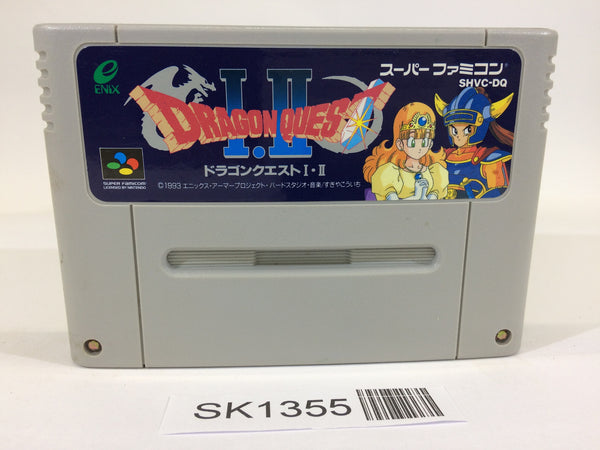 ENIX
スーパーファミコン®
SHVC-DQ
I・II
DRAGON QUEST
ドラゴンクエストI・II
SUPER FAMICOM
LICENSED BY NINTENDO
©1993 エニックス・アーマープロジェクト・バードスタジオ・音楽/すぎやまこういち
SK1355